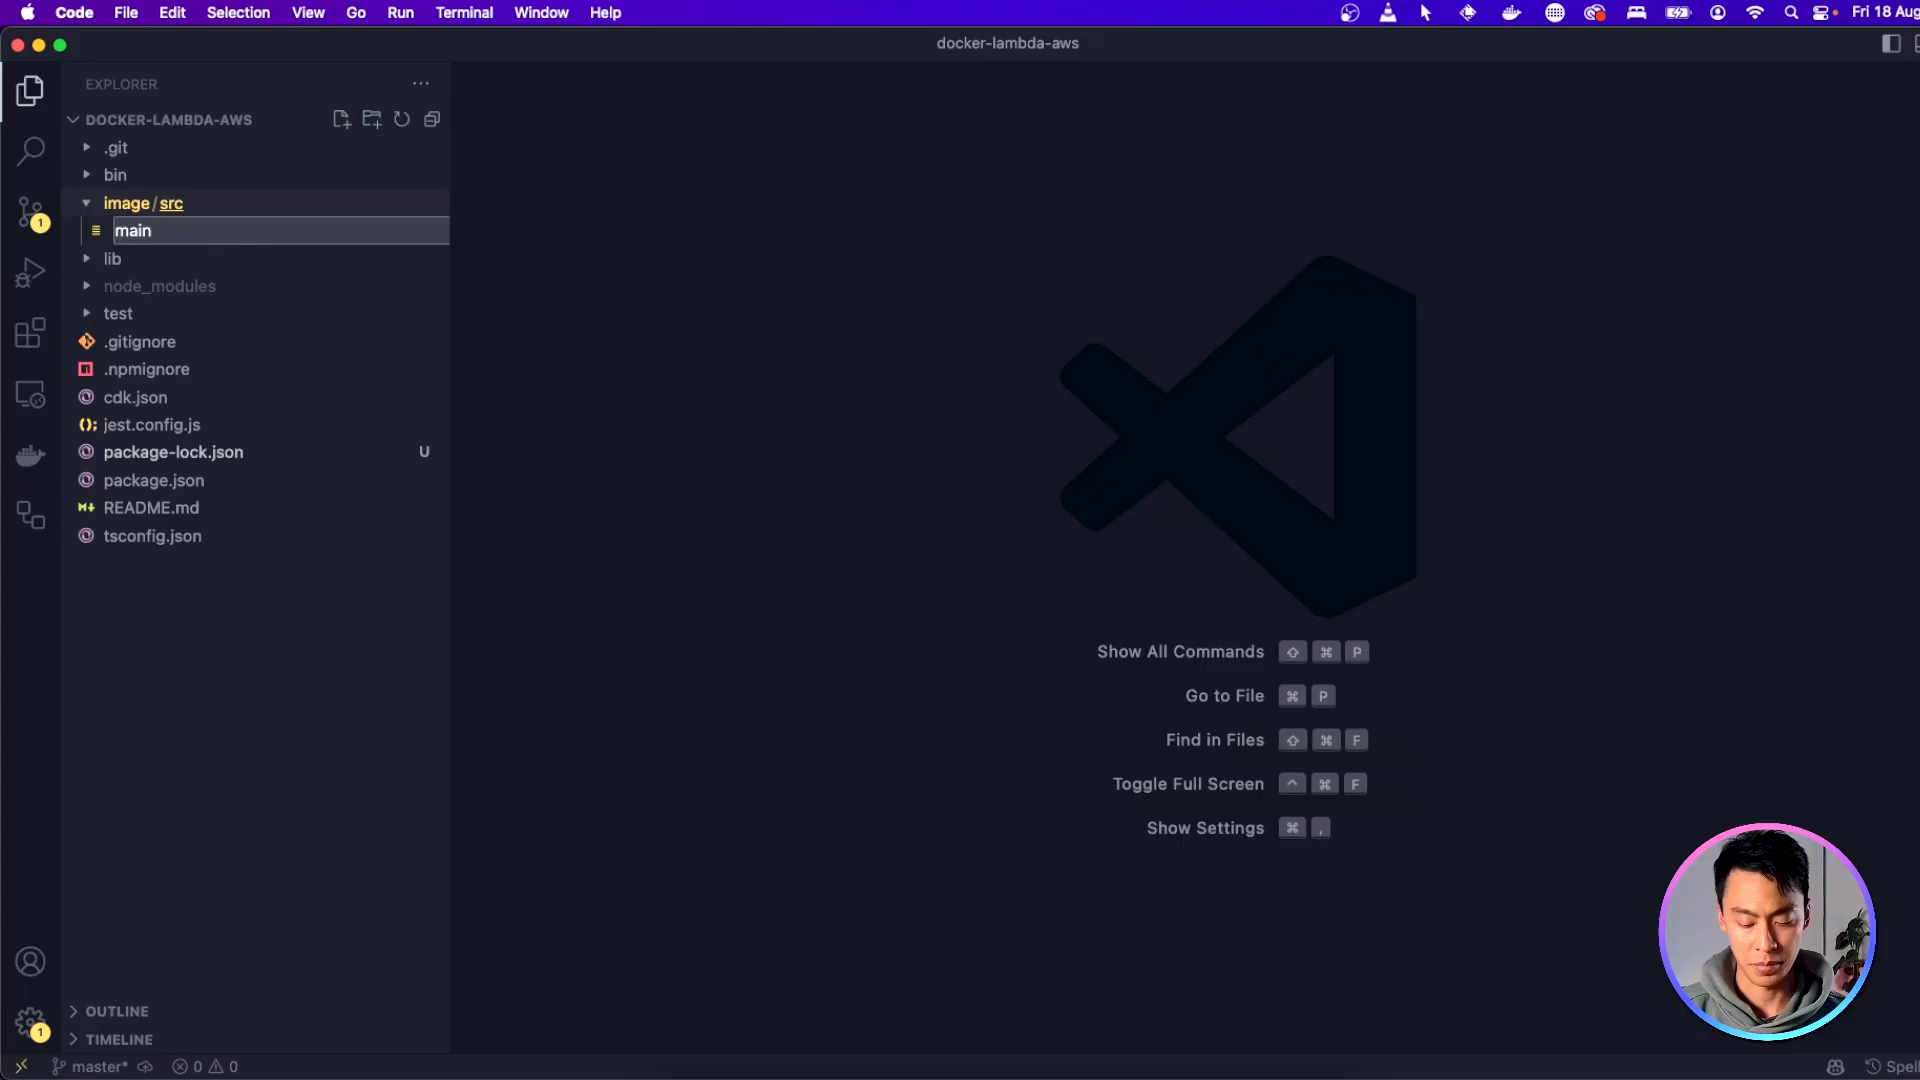 Code File Edit Selection View Go Run Terminal Window Help Fri 18 Aug
docker-lambda-aws
EXPLORER
DOCKER-LAMBDA-AWS
.git
bin
image/src
main
lib
node_modules
test
.gitignore
.npmignore
cdk.json
jest.config.js
package-lock.json U
package.json
README.md
tsconfig.json
Show All Commands ⇧ ⌘ P
Go to File ⌘ P
Find in Files ⇧ ⌘ F
Toggle Full Screen ^ ⌘ F
Show Settings ⌘ ,
1
1
OUTLINE
TIMELINE
master* 0 0 Spell